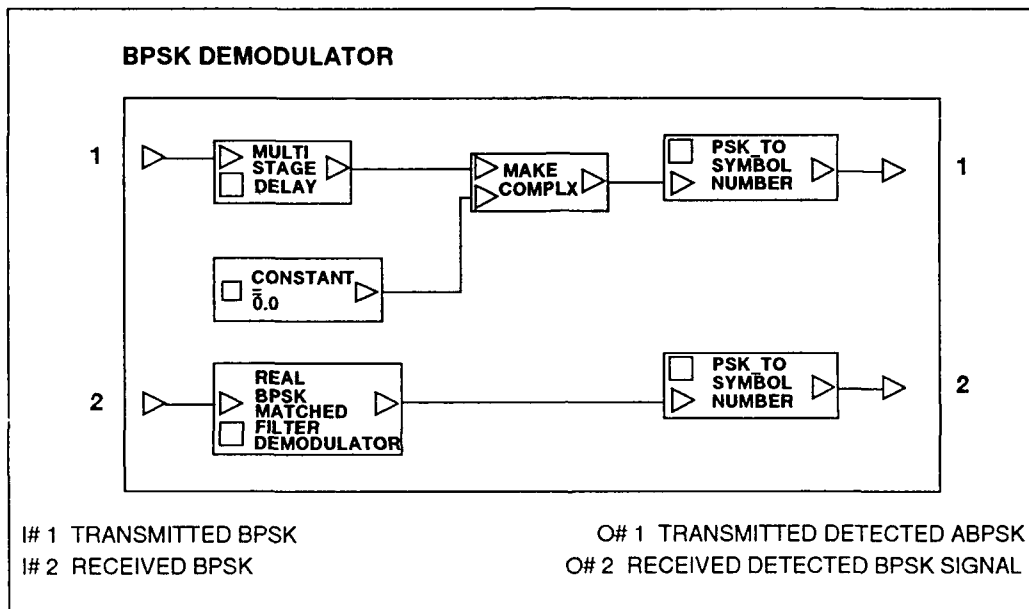 BPSK DEMODULATOR
1
MULTI
STAGE
DELAY
MAKE
COMPLX
PSK_TO
SYMBOL
NUMBER
1
CONSTANT
=
0.0
2
REAL
BPSK
MATCHED
FILTER
DEMODULATOR
PSK_TO
SYMBOL
NUMBER
2
I# 1 TRANSMITTED BPSK
O# 1 TRANSMITTED DETECTED ABPSK
I# 2 RECEIVED BPSK
O# 2 RECEIVED DETECTED BPSK SIGNAL